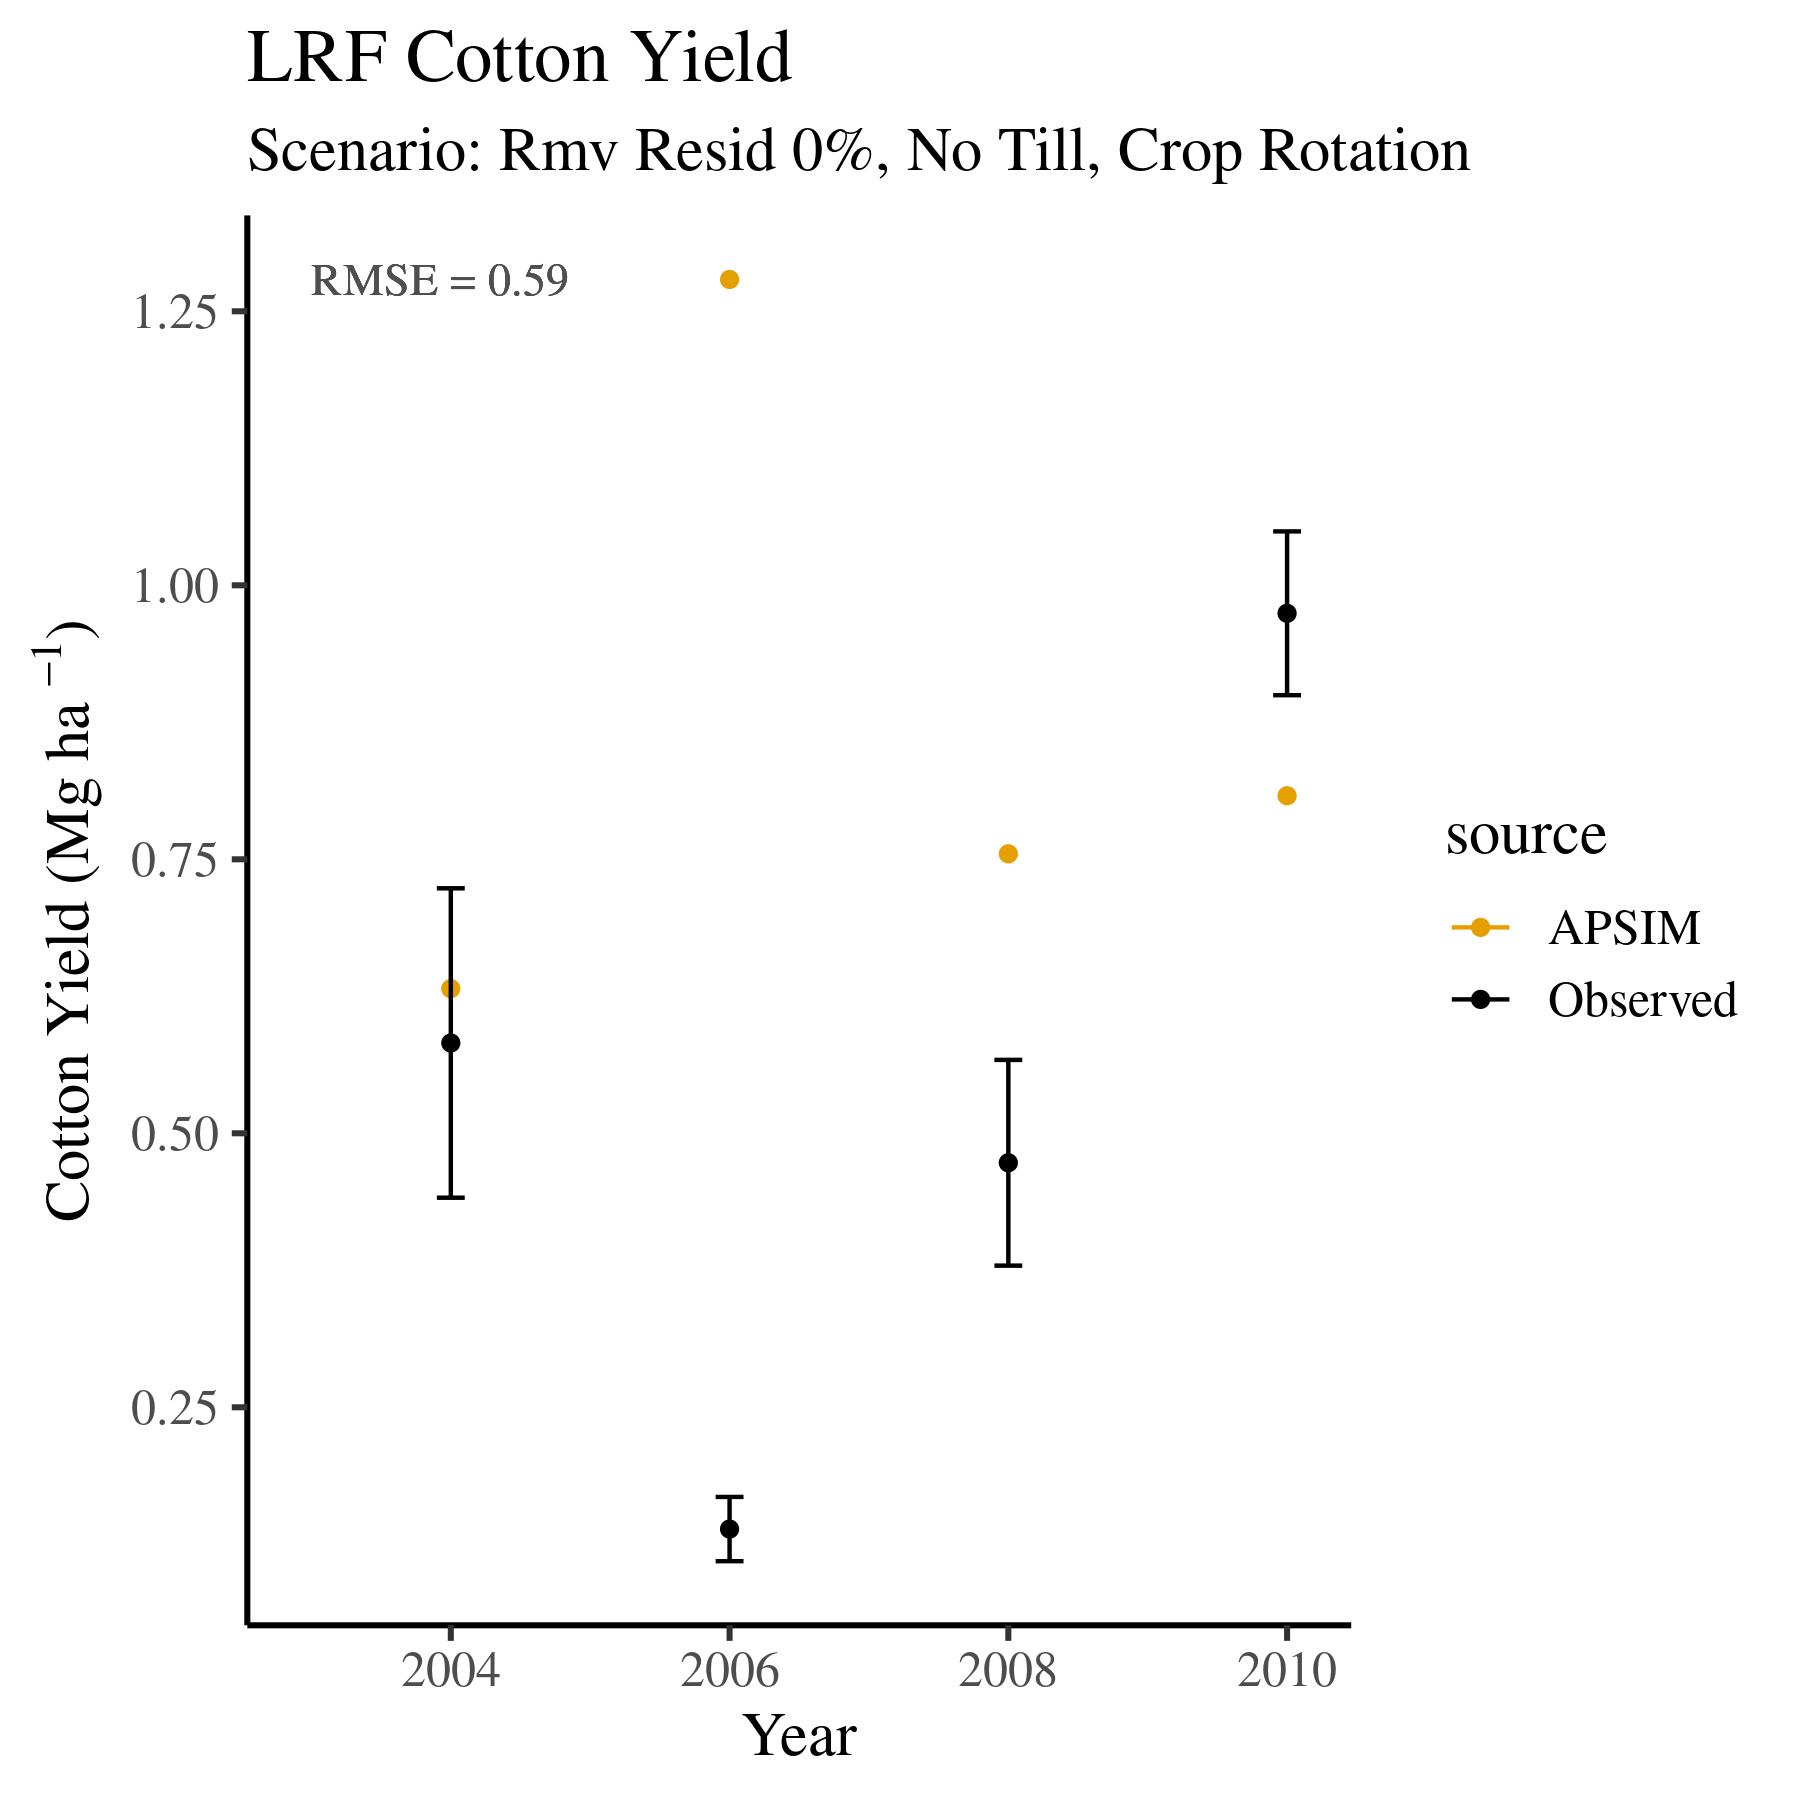 LRF Cotton Yield
Scenario: Rmv Resid 0%, No Till, Crop Rotation
RMSE = 0.59
1.25
1.00
0.75
0.50
0.25
Cotton Yield (Mg ha −1)
2004 2006 2008 2010
Year
source
APSIM
Observed